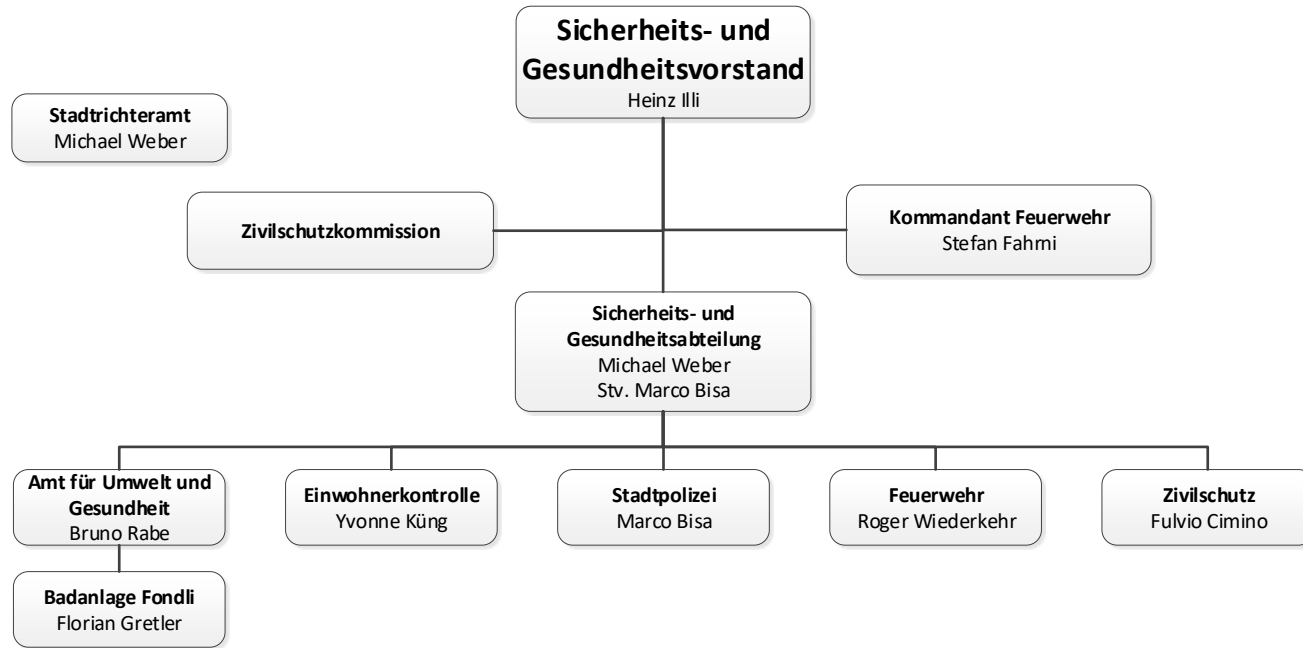 Sicherheits- und
Gesundheitsvorstand
Heinz Illi
Stadtrichteramt
Michael Weber
Zivilschutzkommission
Kommandant Feuerwehr
Stefan Fahrni
Sicherheits- und
Gesundheitsabteilung
Michael Weber
Stv. Marco Bisa
Amt für Umwelt und
Gesundheit
Bruno Rabe
Einwohnerkontrolle
Yvonne Küng
Stadtpolizei
Marco Bisa
Feuerwehr
Roger Wiederkehr
Zivilschutz
Fulvio Cimino
Badanlage Fondli
Florian Gretler